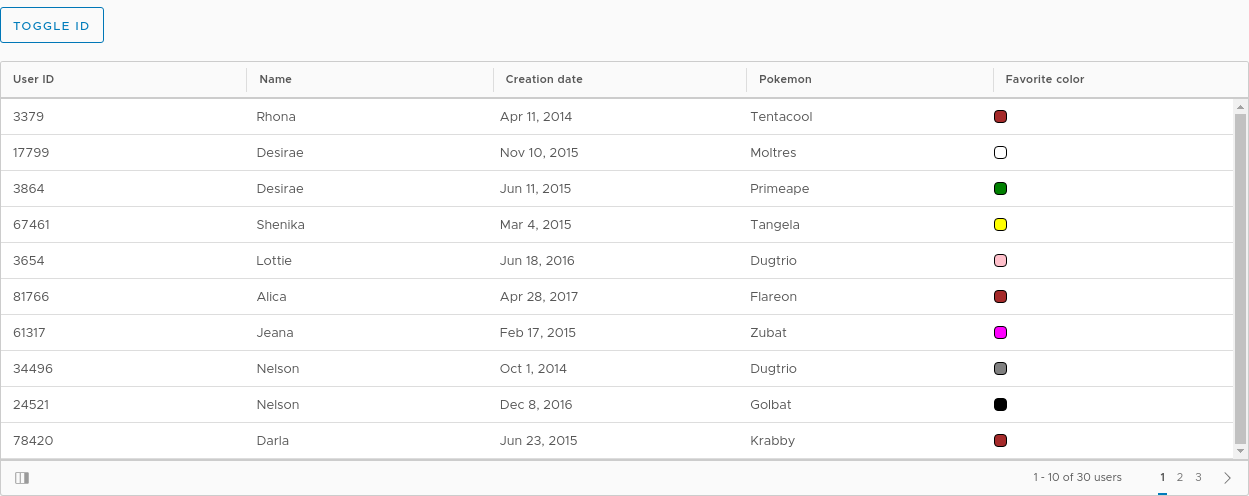 TOGGLE ID
User ID Name Creation date Pokemon Favorite color
3379 Rhona Apr 11, 2014 Tentacool
17799 Desirae Nov 10, 2015 Moltres
3864 Desirae Jun 11, 2015 Primeape
67461 Shenika Mar 4, 2015 Tangela
3654 Lottie Jun 18, 2016 Dugtrio
81766 Alica Apr 28, 2017 Flareon
61317 Jeana Feb 17, 2015 Zubat
34496 Nelson Oct 1, 2014 Dugtrio
24521 Nelson Dec 8, 2016 Golbat
78420 Darla Jun 23, 2015 Krabby
1 - 10 of 30 users 1 2 3